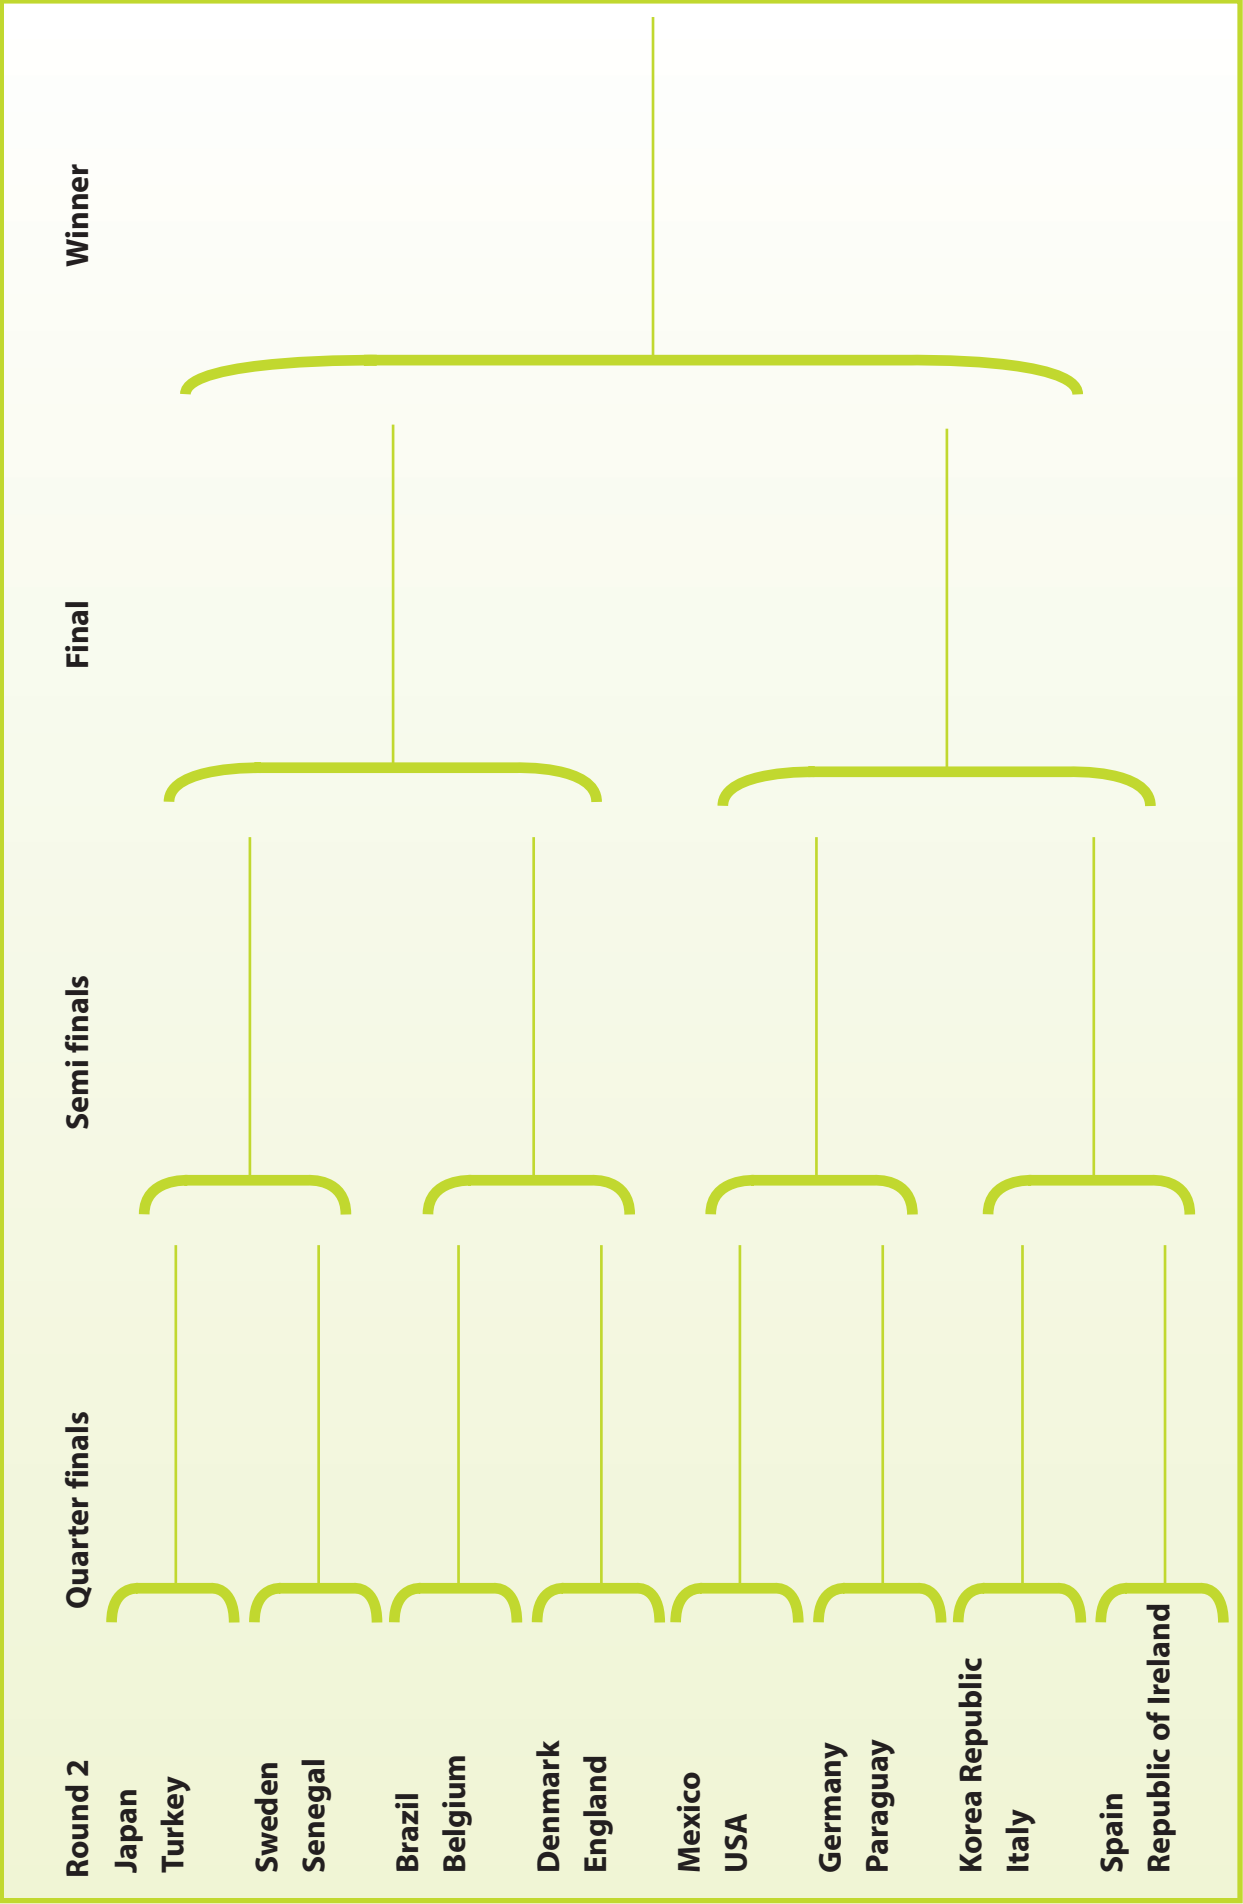 Round 2
Quarter finals
Semi finals
Final
Winner
Japan
Turkey
Sweden
Senegal
Brazil
Belgium
Denmark
England
Mexico
USA
Germany
Paraguay
Korea Republic
Italy
Spain
Republic of Ireland